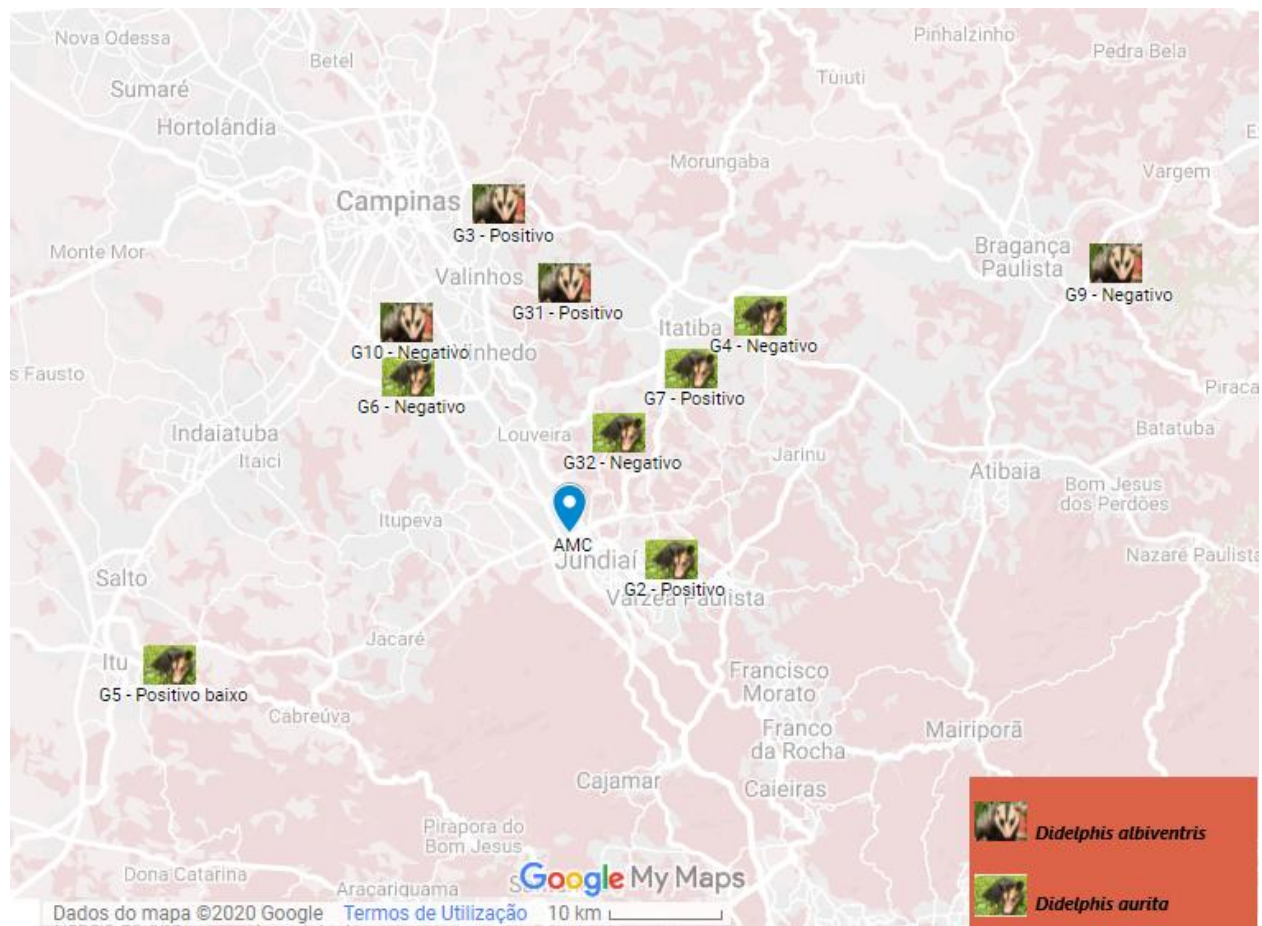 Nova Odessa
Pinhalzinho
Betel
Pedra Bela
Tuiuti
Sumaré
Hortolândia
Morungaba
Vargem
Campinas
G3 - Positivo
Monte Mor
Bragança
Paulista
Valinhos
G9 - Negativo
G31 - Positivo
Itatiba
G4 - Negativo
G10 - Negativo
G7 - Positivo
G6 - Negativo
Indaiatuba
Itaici
Louveira
G32 - Negativo
Jarinu
Batatuba
Atibaia
Bom Jesus
dos Perdões
Itupeva
AMC
Jundiaí
Nazaré Paulista
Salto
G2 - Positivo
Várzea Paulista
Jacaré
Itu
G5 - Positivo baixo
Francisco
Morato
Cabreúva
Franco
da Rocha
Mairiporã
Cajamar
Caieiras
Pirapora do
Bom Jesus
Didelphis albiventris
Dona Catarina
Araçariguama
Google My Maps
Didelphis aurita
Dados do mapa ©2020 Google Termos de Utilização 10 km